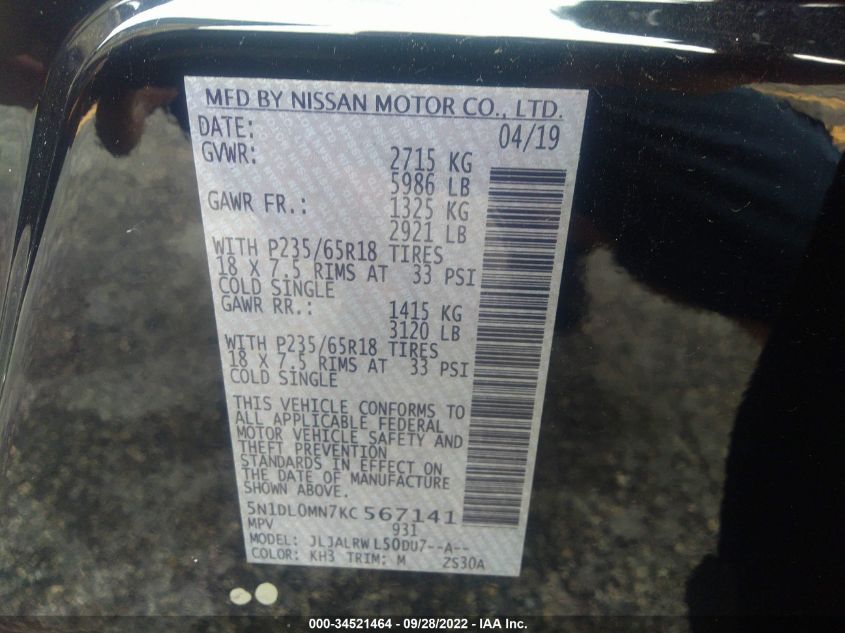 MFD BY NISSAN MOTOR CO., LTD.
DATE: 04/19
GVWR: 2715 KG
5986 LB
GAWR FR.: 1325 KG
2921 LB
WITH P235/65R18 TIRES
18 X 7.5 RIMS AT 33 PSI
COLD SINGLE
GAWR RR.: 1415 KG
3120 LB
WITH P235/65R18 TIRES
18 X 7.5 RIMS AT 33 PSI
COLD SINGLE
THIS VEHICLE CONFORMS TO
ALL APPLICABLE FEDERAL
MOTOR VEHICLE SAFETY AND
THEFT PREVENTION
STANDARDS IN EFFECT ON
THE DATE OF MANUFACTURE
SHOWN ABOVE.
5N1DL0MN7KC567141
MPV 931
MODEL: JLJALRWL50DU7--A--
COLOR: KH3 TRIM: M ZS30A
000-34521464 - 09/28/2022 - IAA Inc.